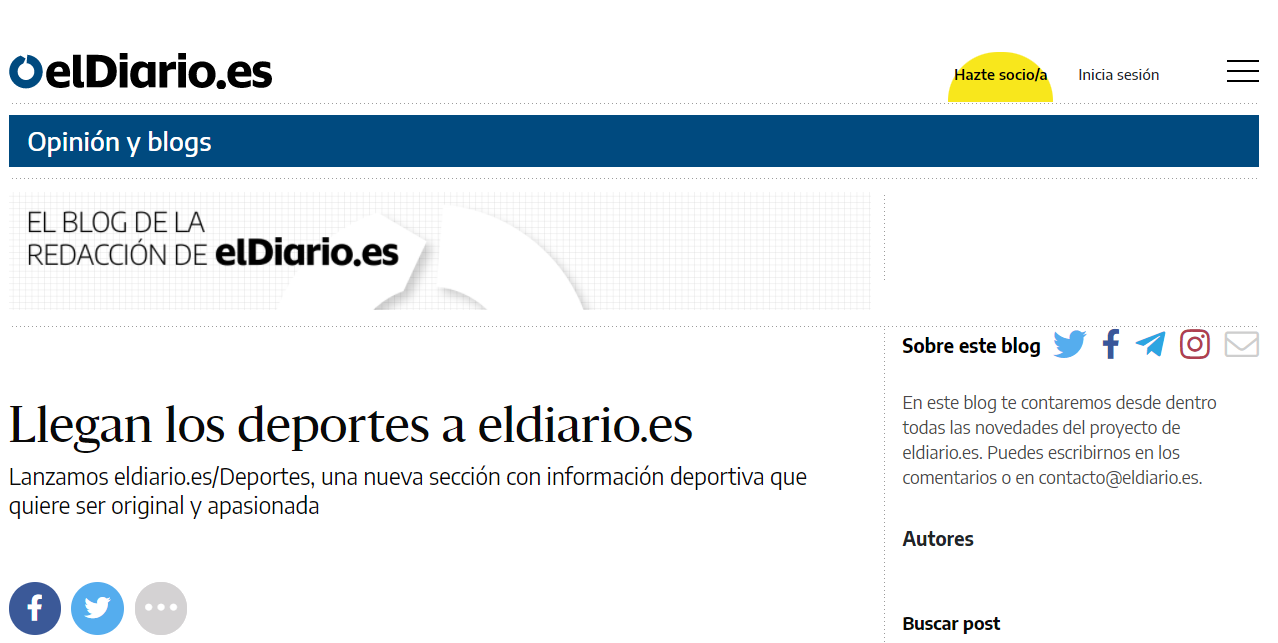 elDiario.es
Hazte socio/a
Inicia sesión
Opinión y blogs
EL BLOG DE LA
REDACCIÓN DE elDiario.es
Sobre este blog
Llegan los deportes a eldiario.es
Lanzamos eldiario.es/Deportes, una nueva sección con información deportiva que
quiere ser original y apasionada
En este blog te contaremos desde dentro
todas las novedades del proyecto de
eldiario.es. Puedes escribirnos en los
comentarios o en contacto@eldiario.es.
Autores
Buscar post